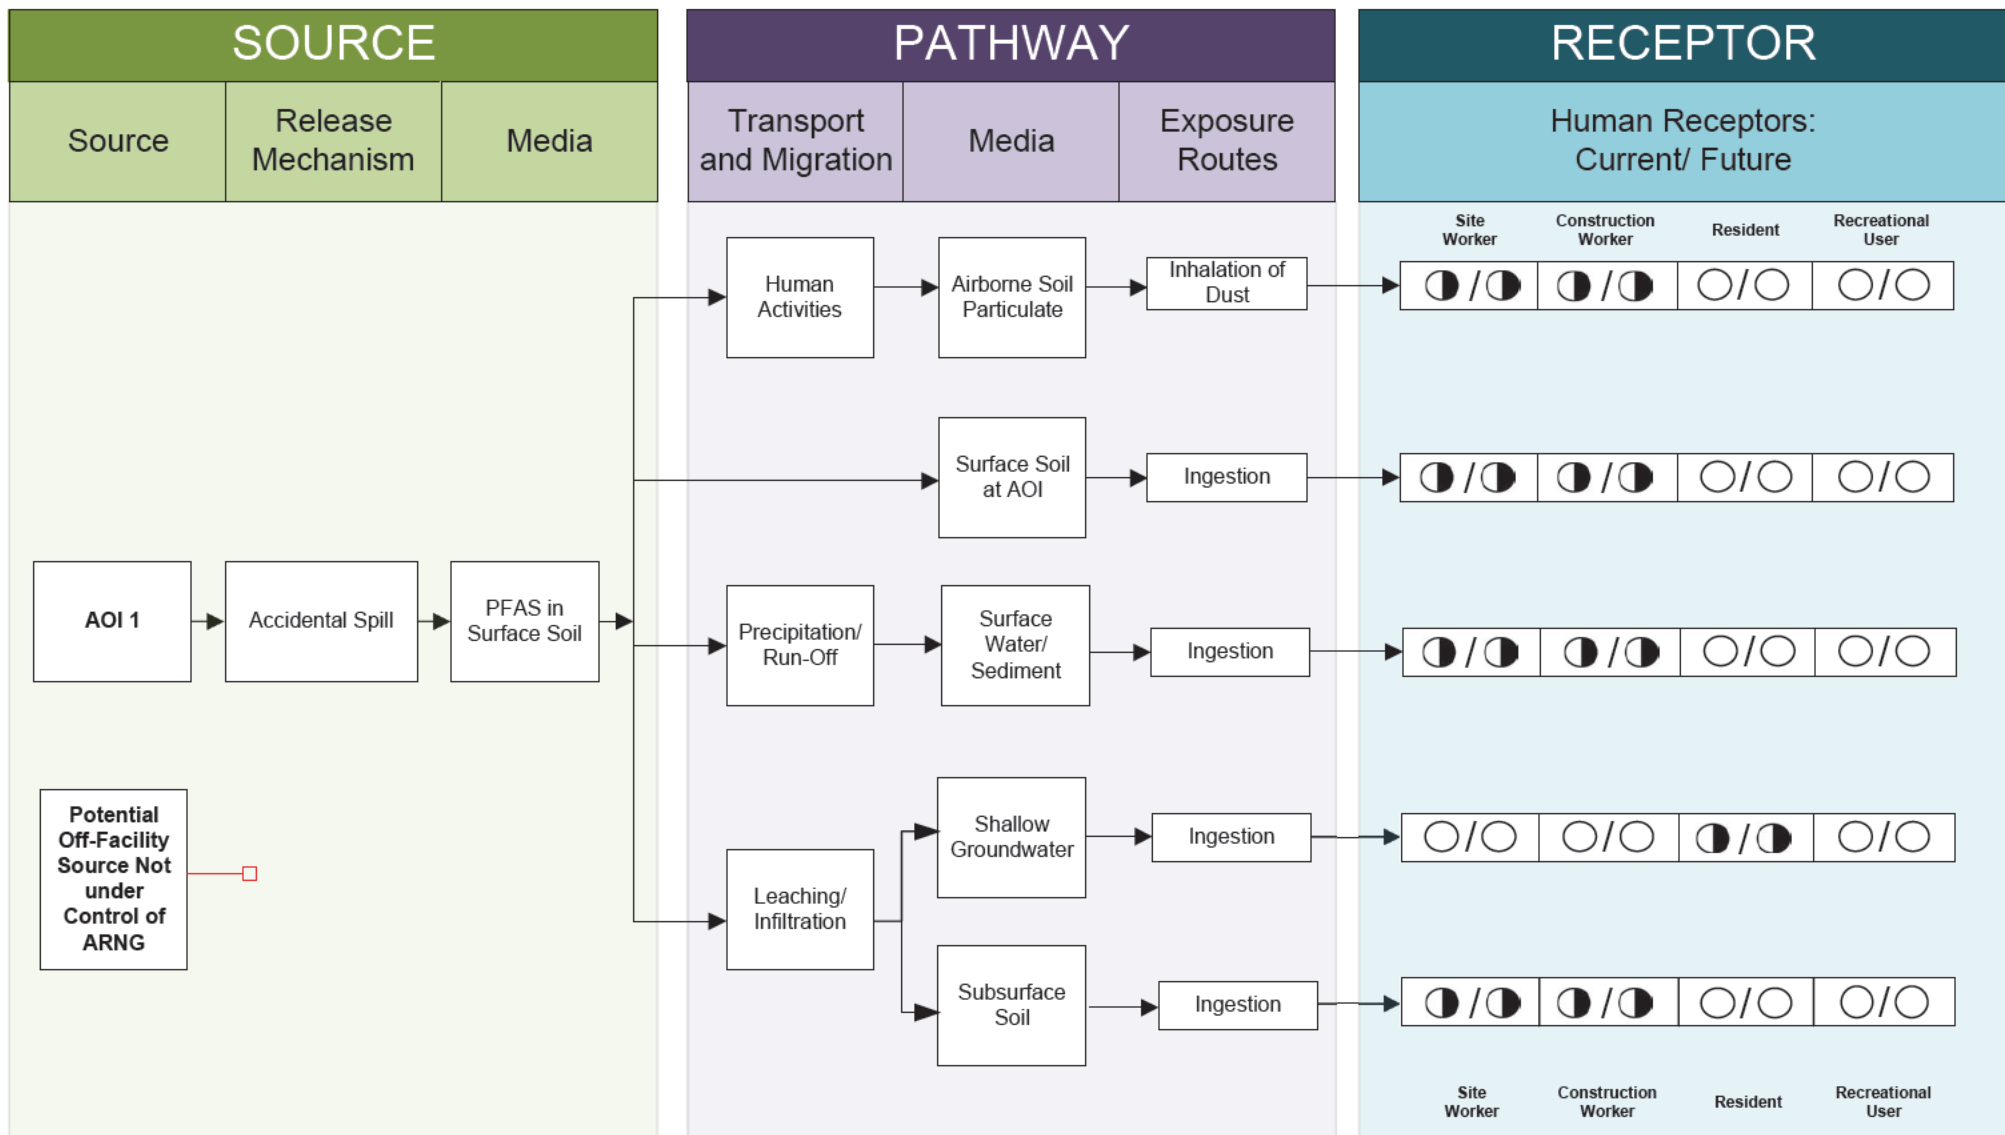 SOURCE
PATHWAY
RECEPTOR
Source
Release
Mechanism
Media
Transport
and Migration
Media
Exposure
Routes
Human Receptors:
Current/ Future
Site
Worker
Construction
Worker
Resident
Recreational
User
Human
Activities
Airborne Soil
Particulate
Inhalation of
Dust
/
/
/
/
Surface Soil
at AOI
Ingestion
/
/
/
/
AOI 1
Accidental Spill
PFAS in
Surface Soil
Precipitation/
Run-Off
Surface
Water/
Sediment
Ingestion
/
/
/
/
Potential
Off-Facility
Source Not
under
Control of
ARNG
Leaching/
Infiltration
Shallow
Groundwater
Ingestion
/
/
/
/
Subsurface
Soil
Ingestion
/
/
/
/
Site
Worker
Construction
Worker
Resident
Recreational
User